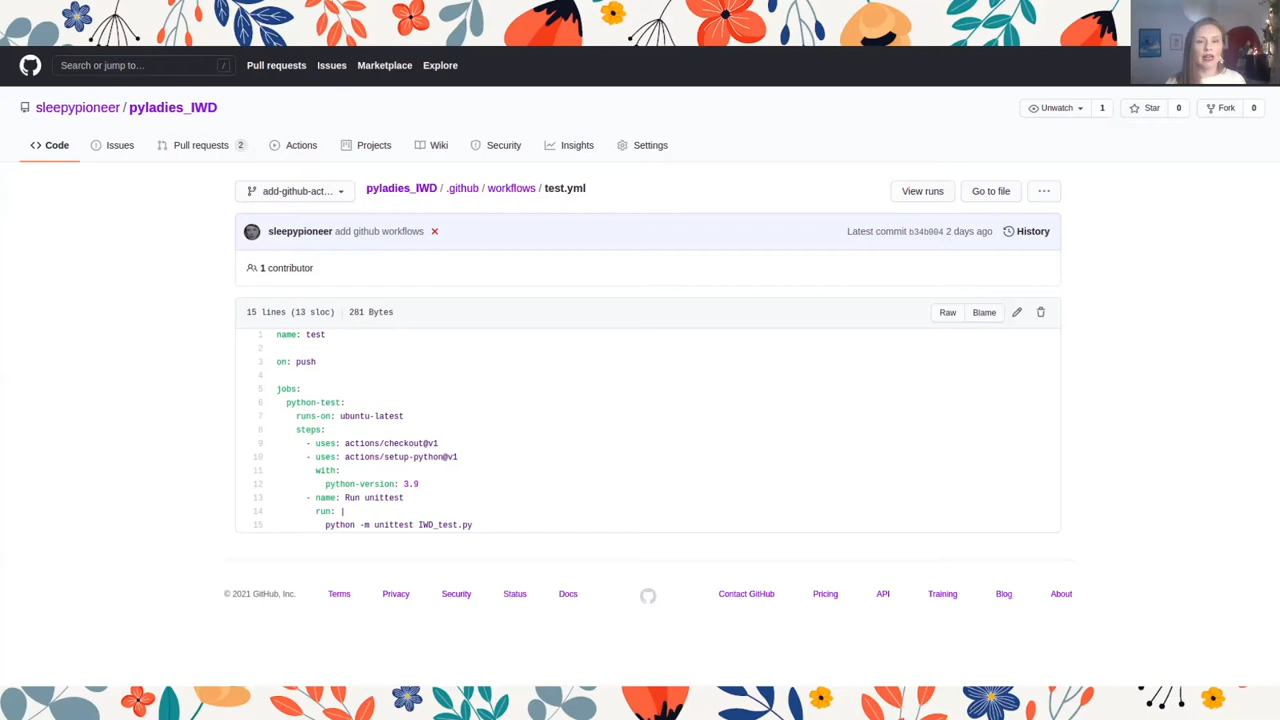 Search or jump to… /
Pull requests Issues Marketplace Explore
sleepypioneer / pyladies_IWD
Unwatch 1 Star 0 Fork 0
Code Issues Pull requests 2 Actions Projects Wiki Security Insights Settings
add-github-act… pyladies_IWD / .github / workflows / test.yml
View runs Go to file ···
sleepypioneer add github workflows
Latest commit b34b004 2 days ago History
1 contributor
15 lines (13 sloc) 281 Bytes
Raw Blame
1 name: test
2
3 on: push
4
5 jobs:
6 python-test:
7 runs-on: ubuntu-latest
8 steps:
9 - uses: actions/checkout@v1
10 - uses: actions/setup-python@v1
11 with:
12 python-version: 3.9
13 - name: Run unittest
14 run: |
15 python -m unittest IWD_test.py
© 2021 GitHub, Inc. Terms Privacy Security Status Docs Contact GitHub Pricing API Training Blog About